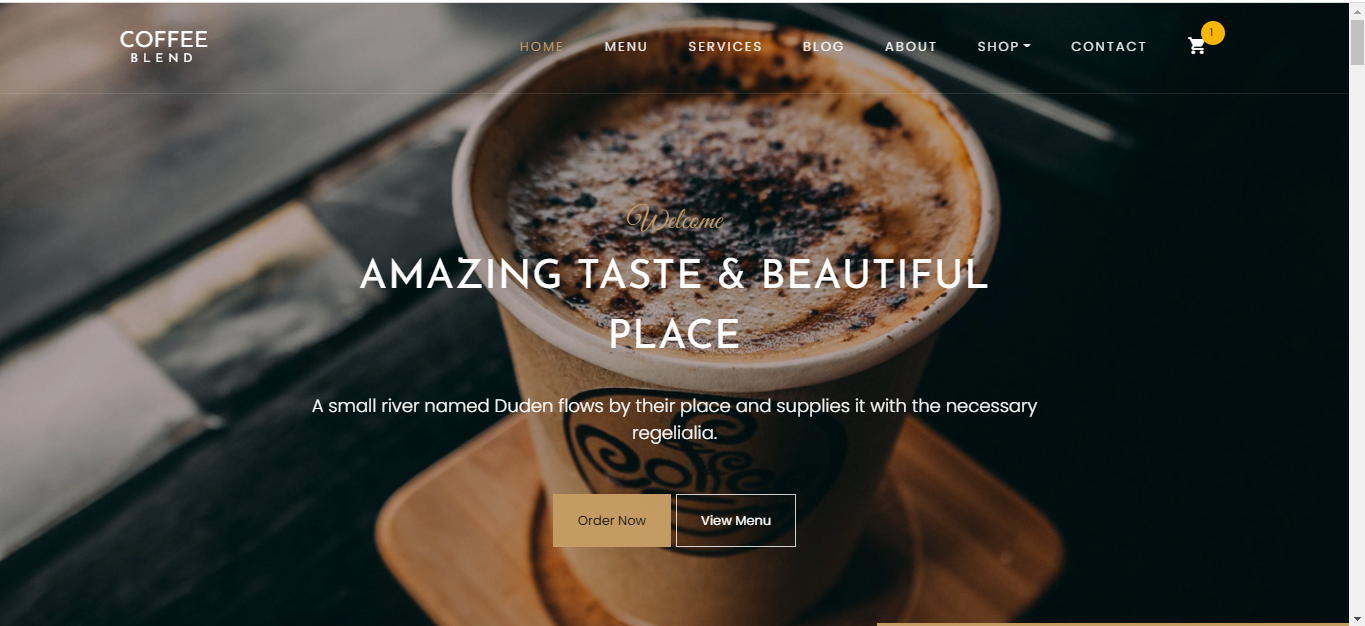 COFFEE
BLEND
HOME MENU SERVICES BLOG ABOUT SHOP CONTACT 1
Welcome
AMAZING TASTE & BEAUTIFUL
PLACE
A small river named Duden flows by their place and supplies it with the necessary
regelialia.
Coffee
Order Now View Menu